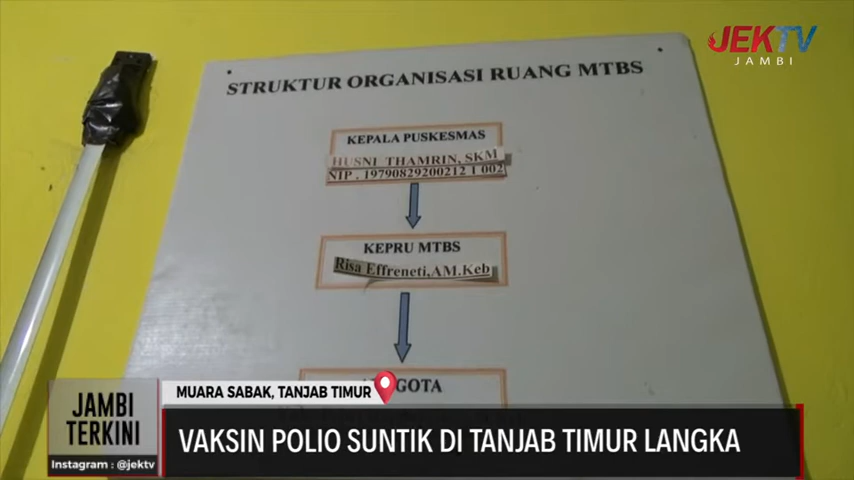 JEKTV
JAMBI
STRUKTUR ORGANISASI RUANG MTBS
KEPALA PUSKESMAS
HUSNI THAMRIN, SKM
NIP . 19790829200212 1 002
KEPRU MTBS
Risa Effreneti,AM.Keb
GOTA
MUARA SABAK, TANJAB TIMUR
JAMBI
TERKINI
Instagram : @jektv
VAKSIN POLIO SUNTIK DI TANJAB TIMUR LANGKA